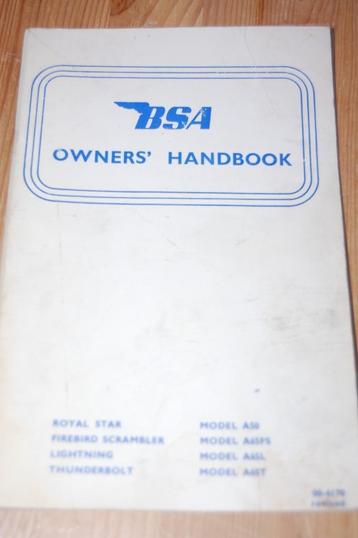 BSA
OWNERS' HANDBOOK
ROYAL STAR MODEL A50
FIREBIRD SCRAMBLER MODEL A65FS
LIGHTNING MODEL A65L
THUNDERBOLT MODEL A65T